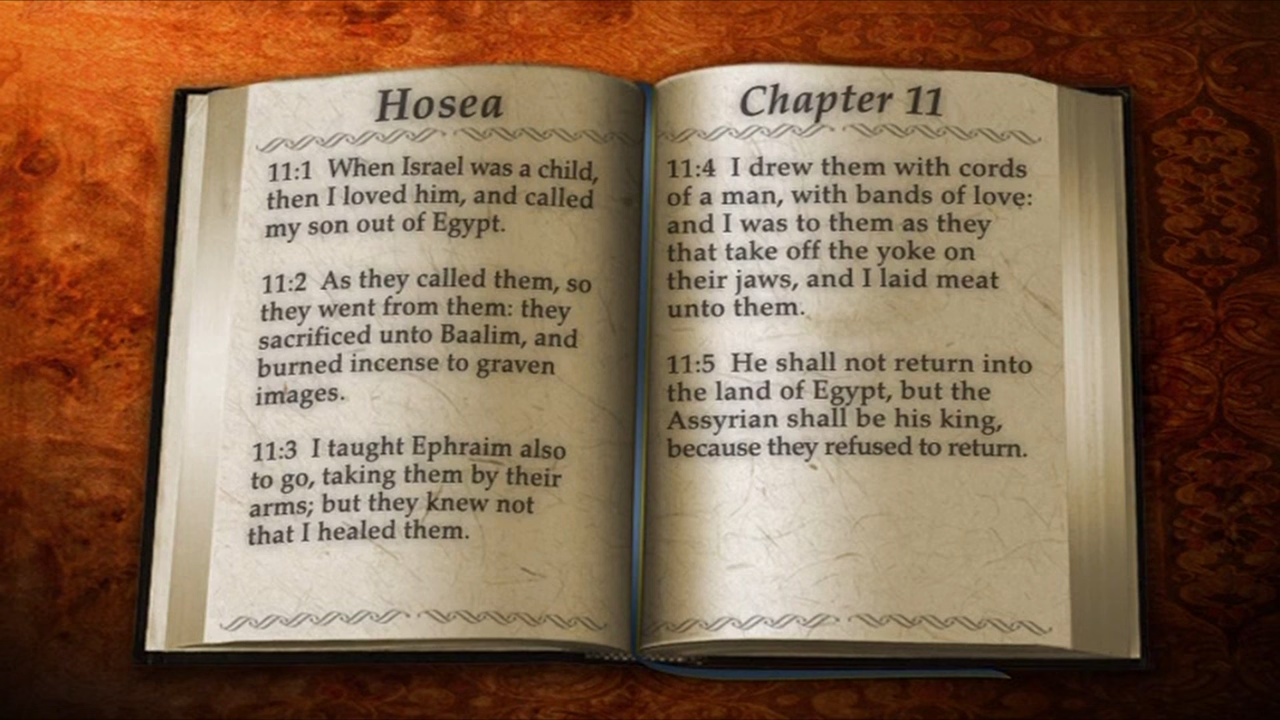 Hosea
11:1 When Israel was a child,
then I loved him, and called
my son out of Egypt.
11:2 As they called them, so
they went from them: they
sacrificed unto Baalim, and
burned incense to graven
images.
11:3 I taught Ephraim also
to go, taking them by their
arms; but they knew not
that I healed them.
Chapter 11
11:4 I drew them with cords
of a man, with bands of love:
and I was to them as they
that take off the yoke on
their jaws, and I laid meat
unto them.
11:5 He shall not return into
the land of Egypt, but the
Assyrian shall be his king,
because they refused to return.